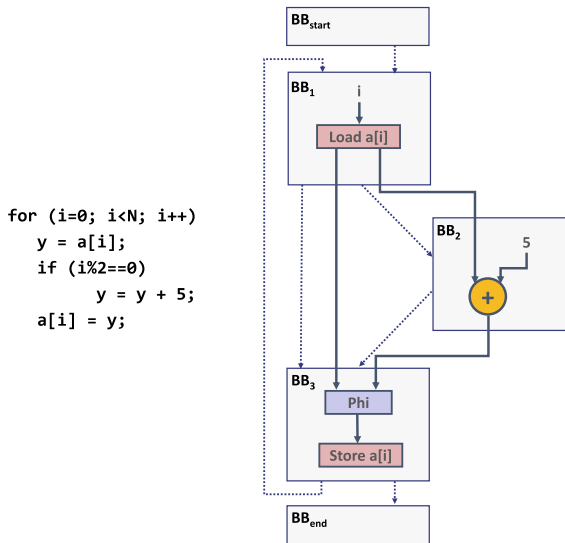 BBstart
BB1
i
Load a[i]
for (i=0; i<N; i++)
y = a[i];
if (i%2==0)
y = y + 5;
a[i] = y;
BB2
5
+
BB3
Phi
Store a[i]
BBend